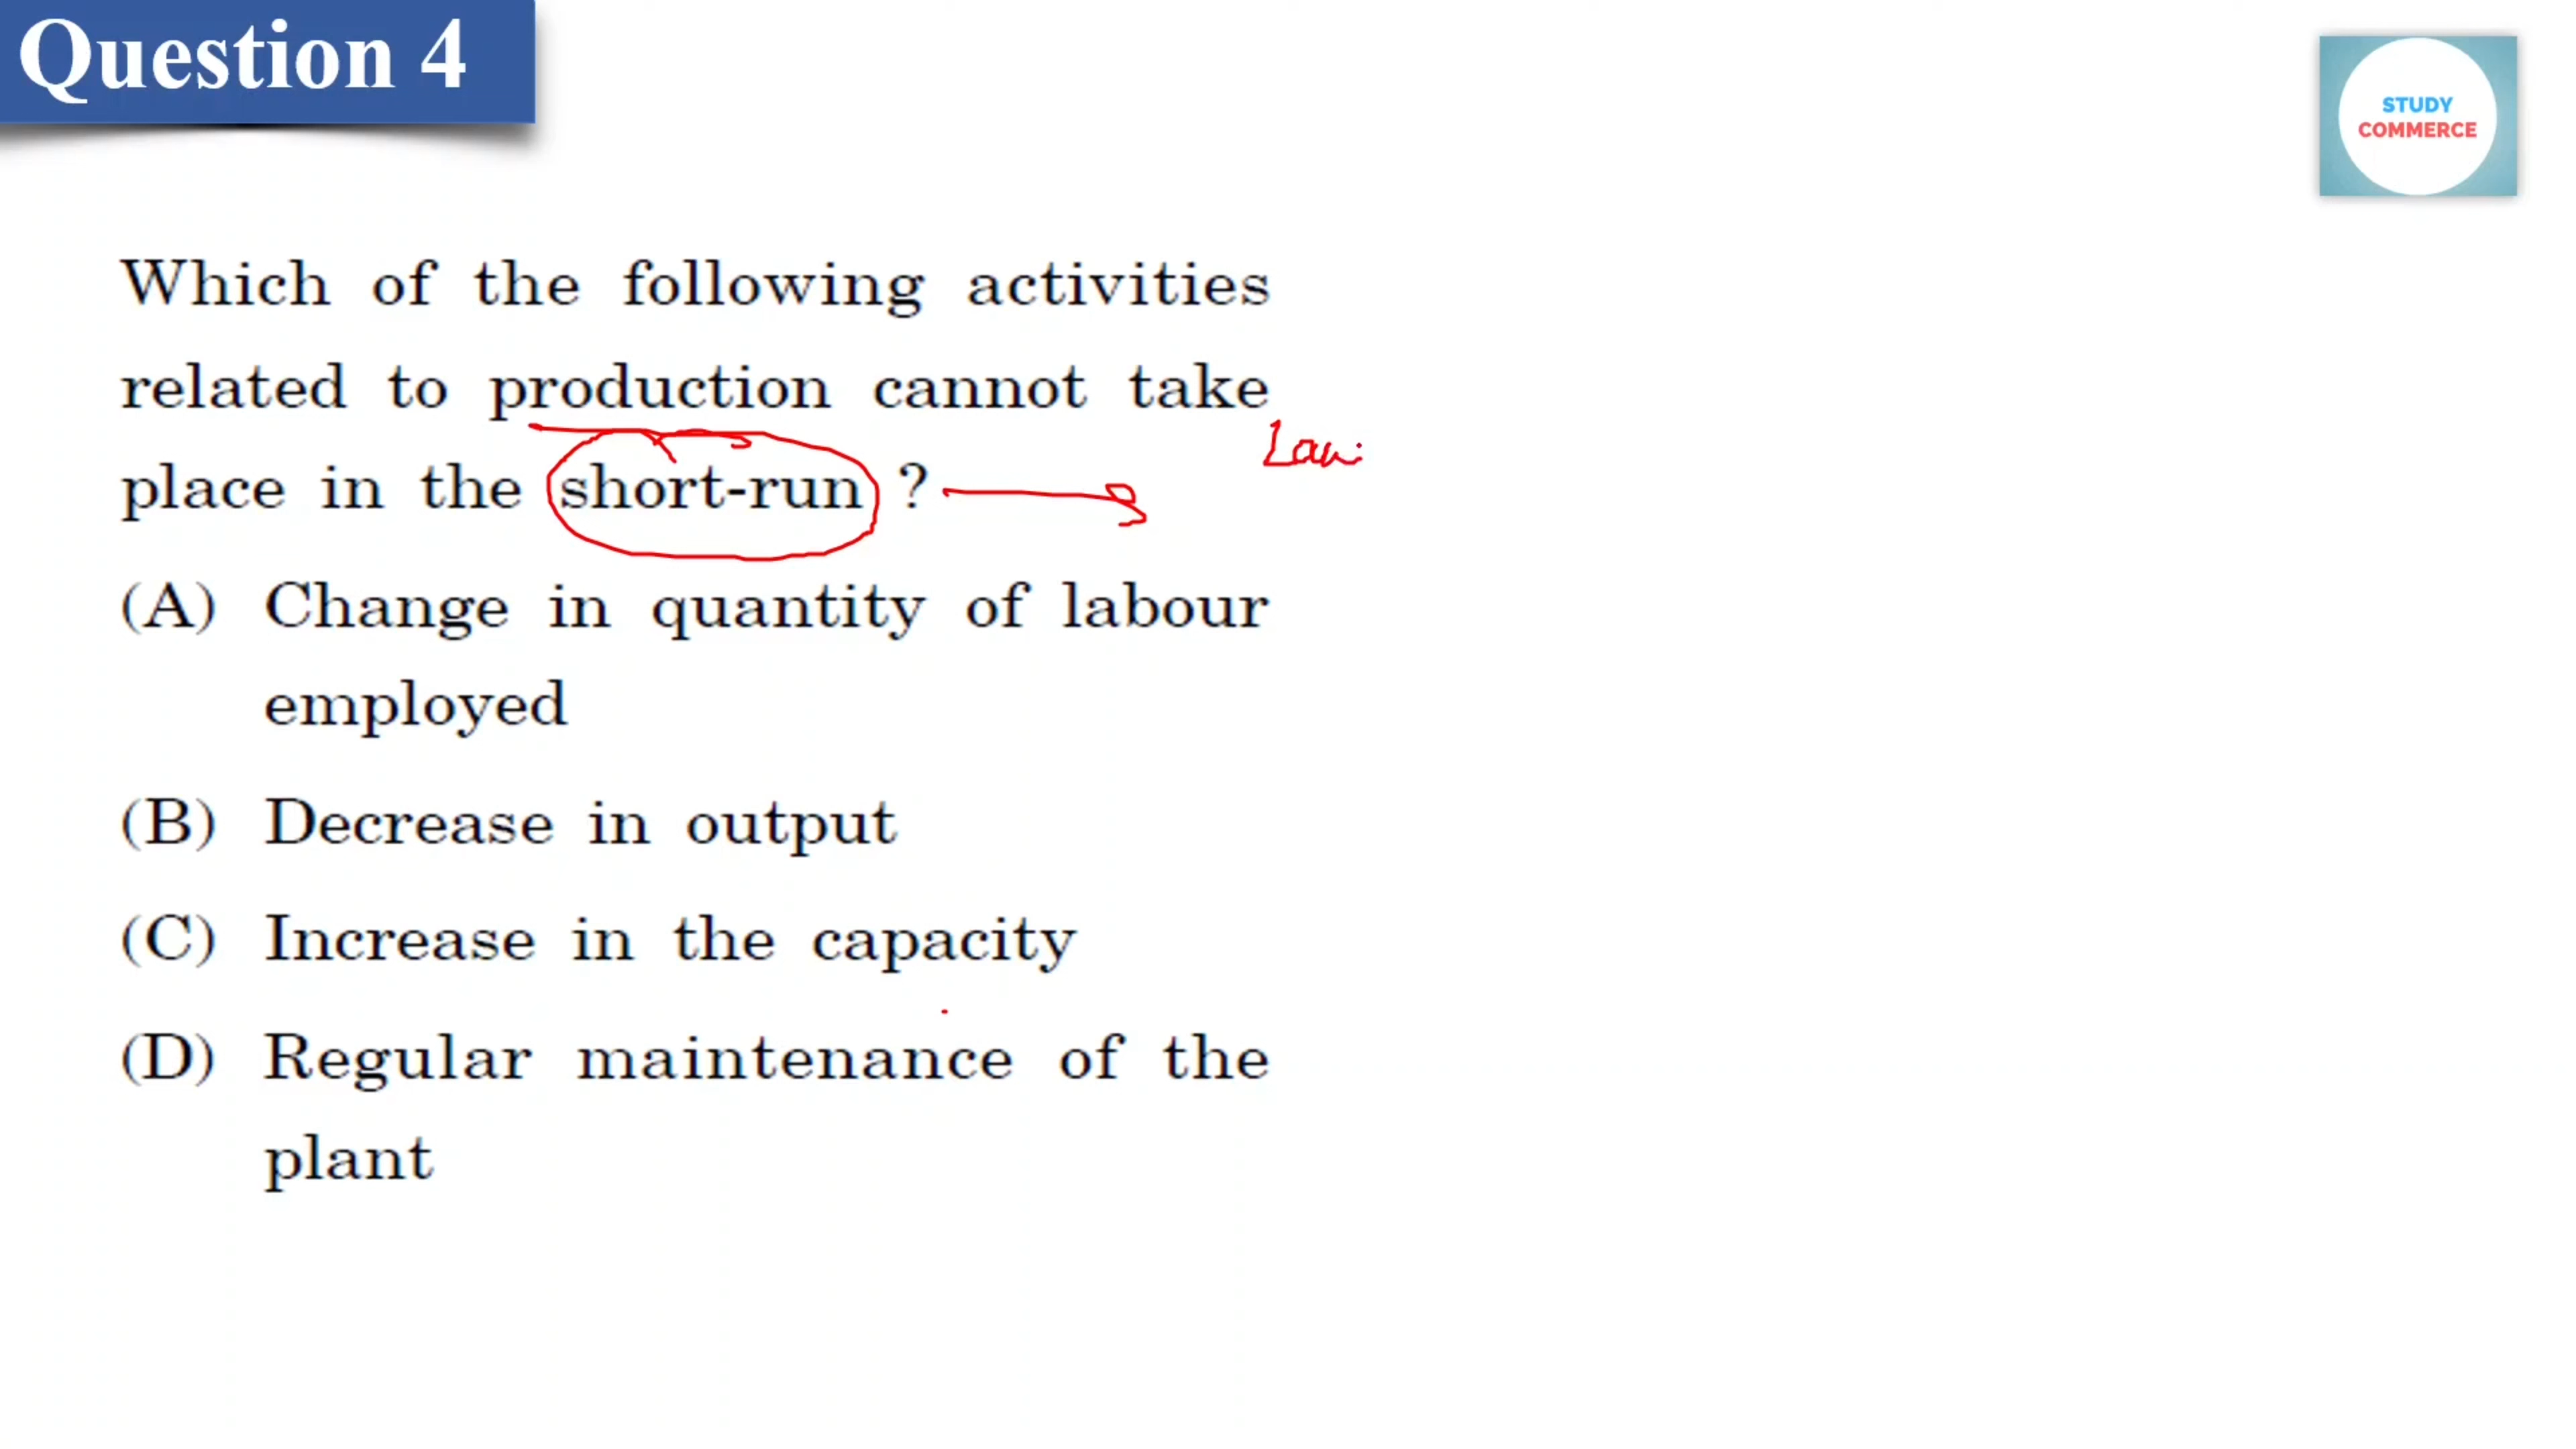 Question 4
STUDY
COMMERCE
Which of the following activities
related to production cannot take
place in the short-run ?
(A) Change in quantity of labour
employed
(B) Decrease in output
(C) Increase in the capacity
(D) Regular maintenance of the
plant